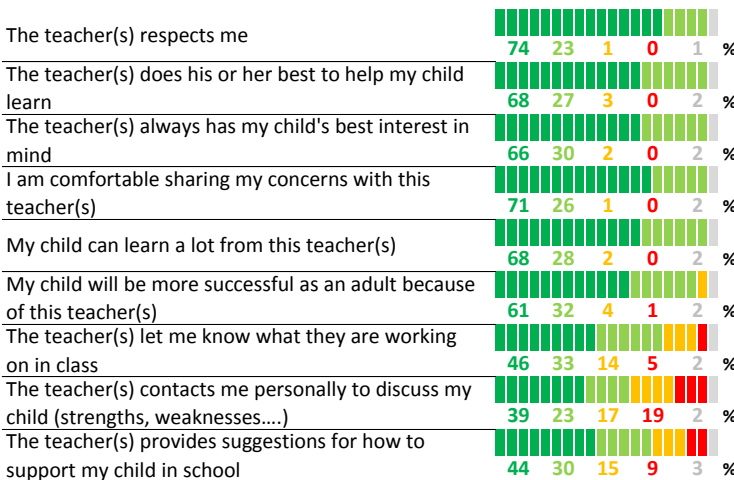 The teacher(s) respects me
74 23 1 0 1 %
The teacher(s) does his or her best to help my child
learn
68 27 3 0 2 %
The teacher(s) always has my child's best interest in
mind
66 30 2 0 2 %
I am comfortable sharing my concerns with this
teacher(s)
71 26 1 0 2 %
My child can learn a lot from this teacher(s)
68 28 2 0 2 %
My child will be more successful as an adult because
of this teacher(s)
61 32 4 1 2 %
The teacher(s) let me know what they are working
on in class
46 33 14 5 2 %
The teacher(s) contacts me personally to discuss my
child (strengths, weaknesses....)
39 23 17 19 2 %
The teacher(s) provides suggestions for how to
support my child in school
44 30 15 9 3 %